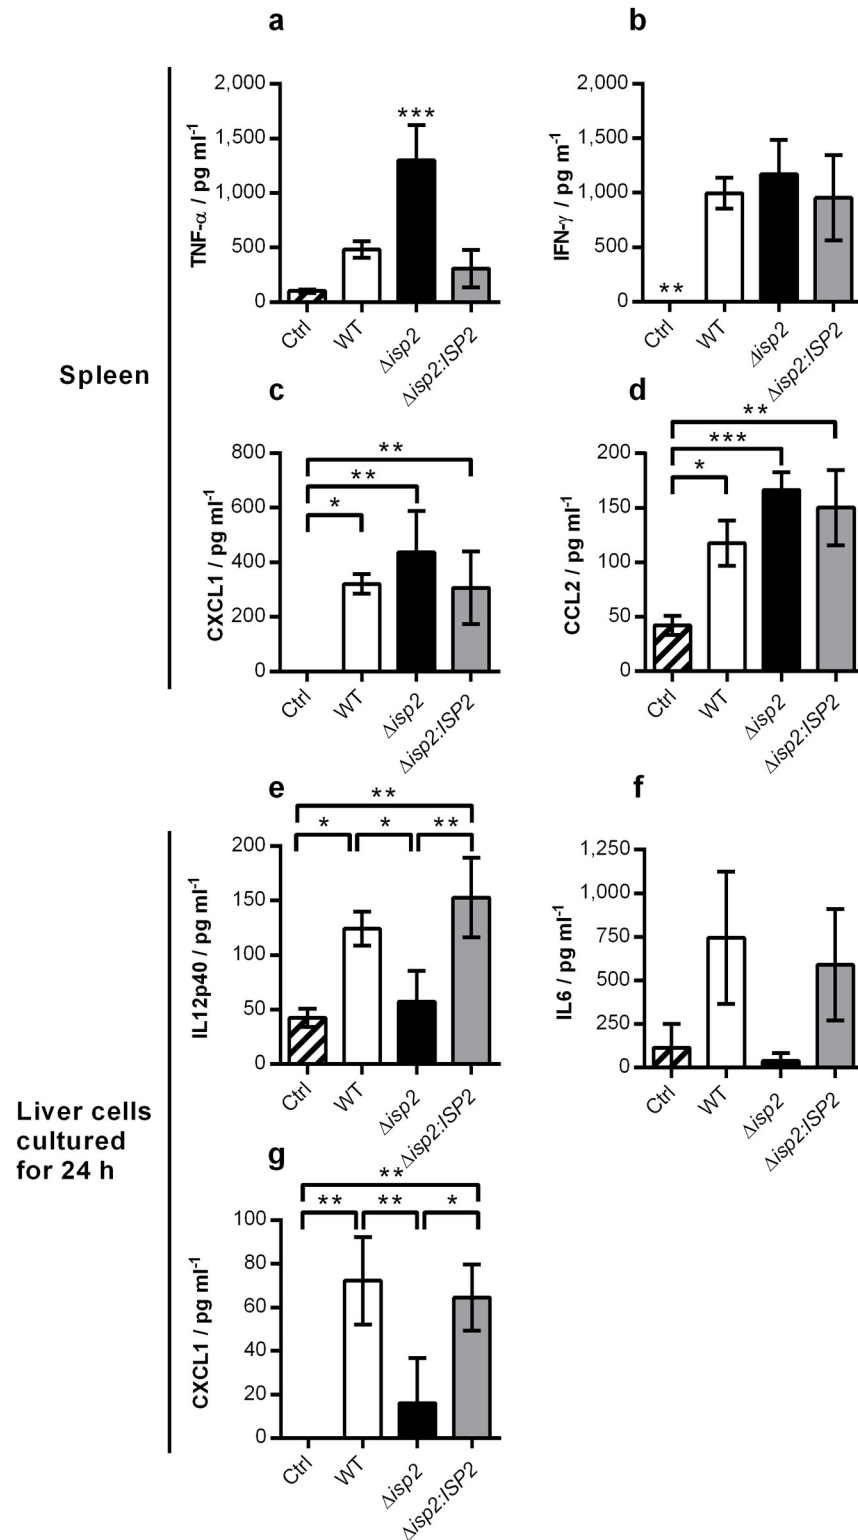 a
b
2,000
1,500
1,000
500
0
TNF-α / pg ml⁻¹
***
Ctrl
WT
Δisp2
Δisp2:ISP2
2,000
1,500
1,000
500
0
IFN-γ / pg m⁻¹
**
Ctrl
WT
Δisp2
Δisp2:ISP2
Spleen
c
d
800
600
400
200
0
CXCL1 / pg ml⁻¹
**
**
*
Ctrl
WT
Δisp2
Δisp2:ISP2
200
150
100
50
0
CCL2 / pg ml⁻¹
**
***
*
Ctrl
WT
Δisp2
Δisp2:ISP2
e
f
200
150
100
50
0
IL12p40 / pg ml⁻¹
**
* * **
Ctrl
WT
Δisp2
Δisp2:ISP2
1,250
1,000
750
500
250
0
IL6 / pg ml⁻¹
Ctrl
WT
Δisp2
Δisp2:ISP2
Liver cells
cultured
for 24 h
g
100
80
60
40
20
0
CXCL1 / pg ml⁻¹
**
** ** *
Ctrl
WT
Δisp2
Δisp2:ISP2